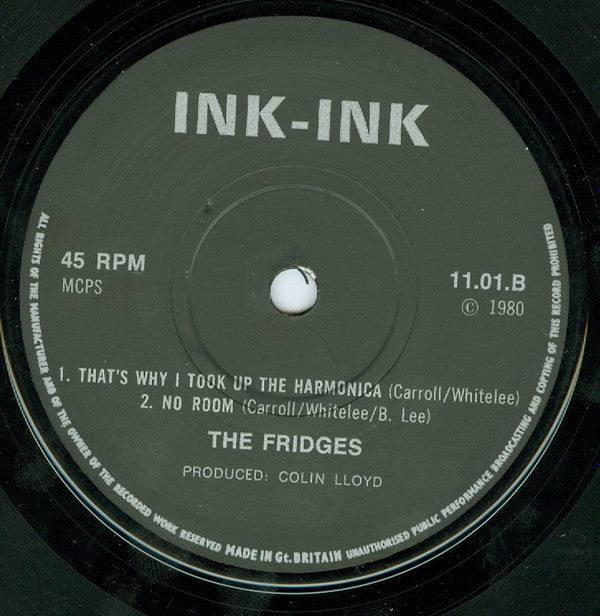 INK-INK
45 RPM
MCPS
11.01.B
© 1980
1. THAT'S WHY I TOOK UP THE HARMONICA (Carroll/Whitelee)
2. NO ROOM (Carroll/Whitelee/B. Lee)
THE FRIDGES
PRODUCED: COLIN LLOYD
ALL RIGHTS OF THE MANUFACTURER AND OF THE OWNER OF THE RECORDED WORK RESERVED MADE IN Gt. BRITAIN UNAUTHORISED PUBLIC PERFORMANCE BROADCASTING AND COPYING OF THIS RECORD PROHIBITED